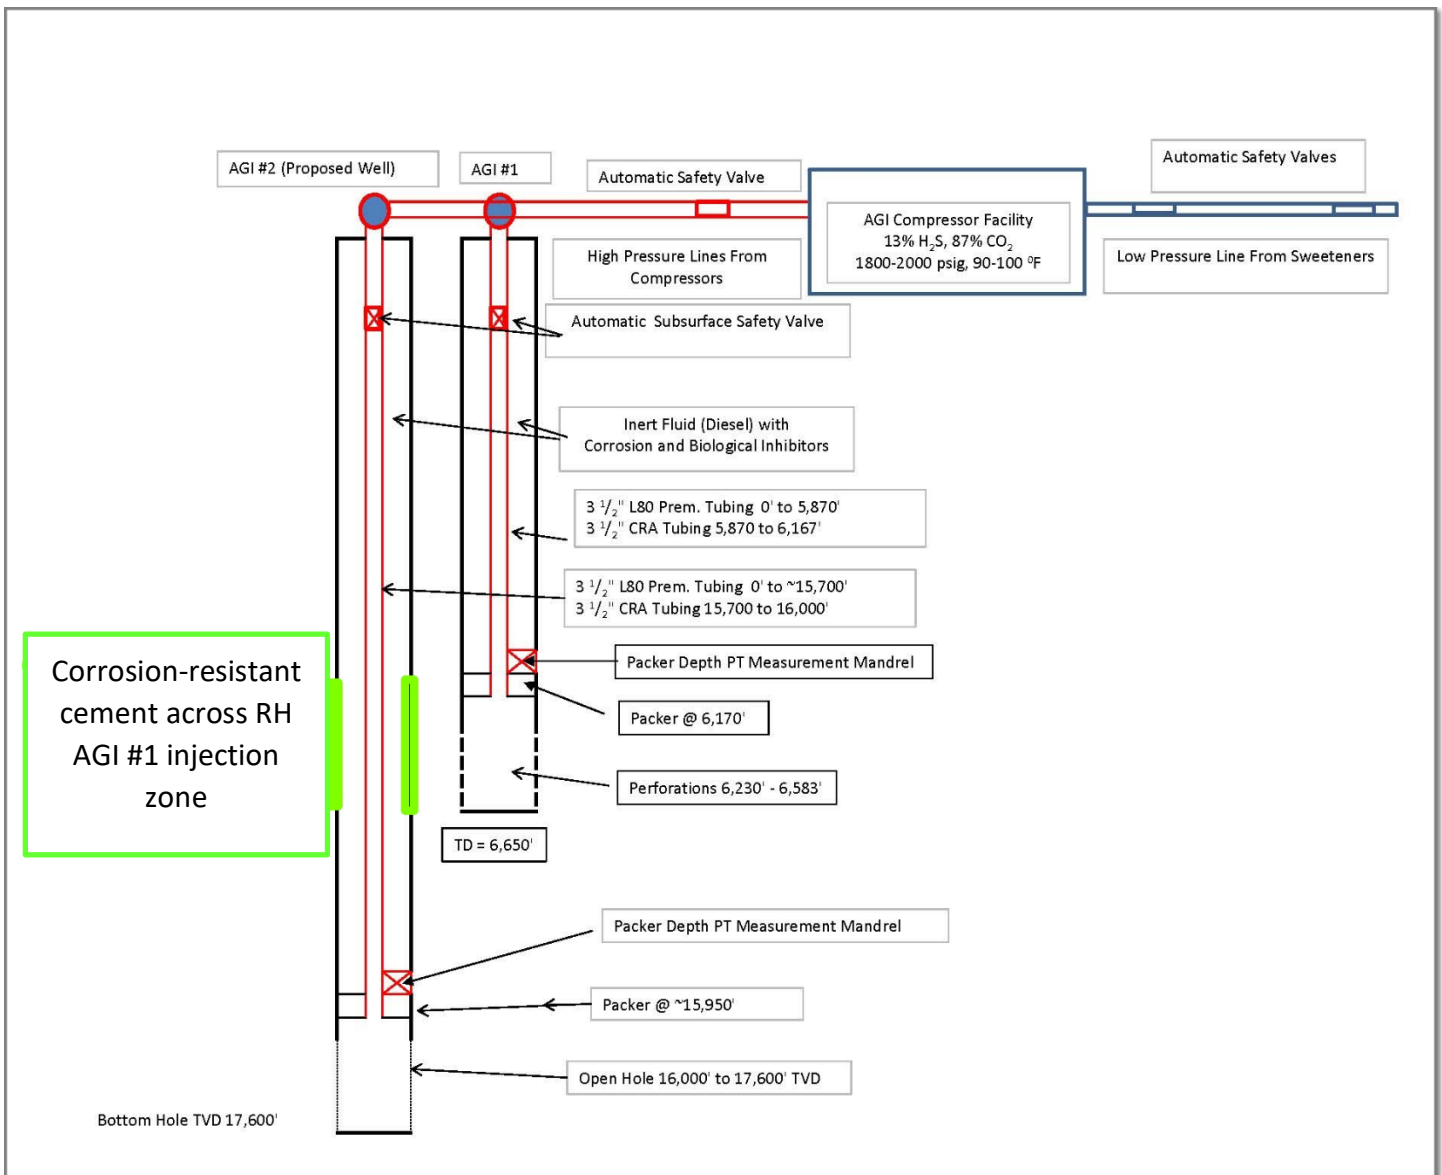 AGI #2 (Proposed Well)
AGI #1
Automatic Safety Valve
Automatic Safety Valves
AGI Compressor Facility
13% H₂S, 87% CO₂
1800-2000 psig, 90-100 ⁰F
High Pressure Lines From
Compressors
Low Pressure Line From Sweeteners
Automatic Subsurface Safety Valve
Inert Fluid (Diesel) with
Corrosion and Biological Inhibitors
3 ¹/₂" L80 Prem. Tubing 0' to 5,870'
3 ¹/₂" CRA Tubing 5,870 to 6,167'
3 ¹/₂" L80 Prem. Tubing 0' to ~15,700'
3 ¹/₂" CRA Tubing 15,700 to 16,000'
Corrosion-resistant
cement across RH
AGI #1 injection
zone
Packer Depth PT Measurement Mandrel
Packer @ 6,170'
Perforations 6,230' - 6,583'
TD = 6,650'
Packer Depth PT Measurement Mandrel
Packer @ ~15,950'
Open Hole 16,000' to 17,600' TVD
Bottom Hole TVD 17,600'